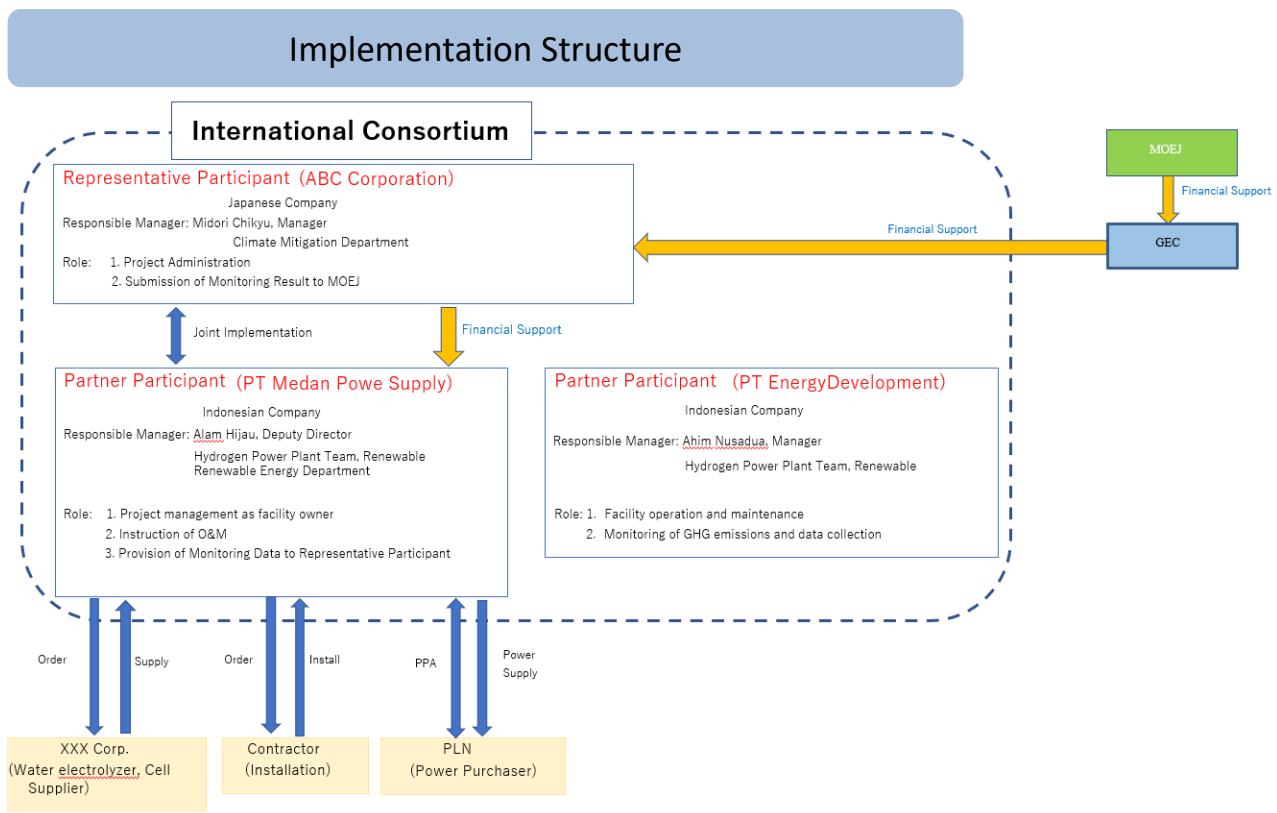 Implementation Structure
International Consortium
Representative Participant (ABC Corporation)
Japanese Company
Responsible Manager: Midori Chikyu, Manager
Climate Mitigation Department
Role: 1. Project Administration
2. Submission of Monitoring Result to MOEJ
MOEJ
Financial Support
GEC
Financial Support
Joint Implementation
Financial Support
Partner Participant (PT Medan Powe Supply)
Indonesian Company
Responsible Manager: Alam Hijau, Deputy Director
Hydrogen Power Plant Team, Renewable
Renewable Energy Department
Role: 1. Project management as facility owner
2. Instruction of O&M
3. Provision of Monitoring Data to Representative Participant
Partner Participant (PT EnergyDevelopment)
Indonesian Company
Responsible Manager: Ahim Nusadua, Manager
Hydrogen Power Plant Team, Renewable
Role: 1. Facility operation and maintenance
2. Monitoring of GHG emissions and data collection
Order
Supply
Order
Install
PPA
Power
Supply
XXX Corp.
(Water electrolyzer, Cell
Supplier)
Contractor
(Installation)
PLN
(Power Purchaser)